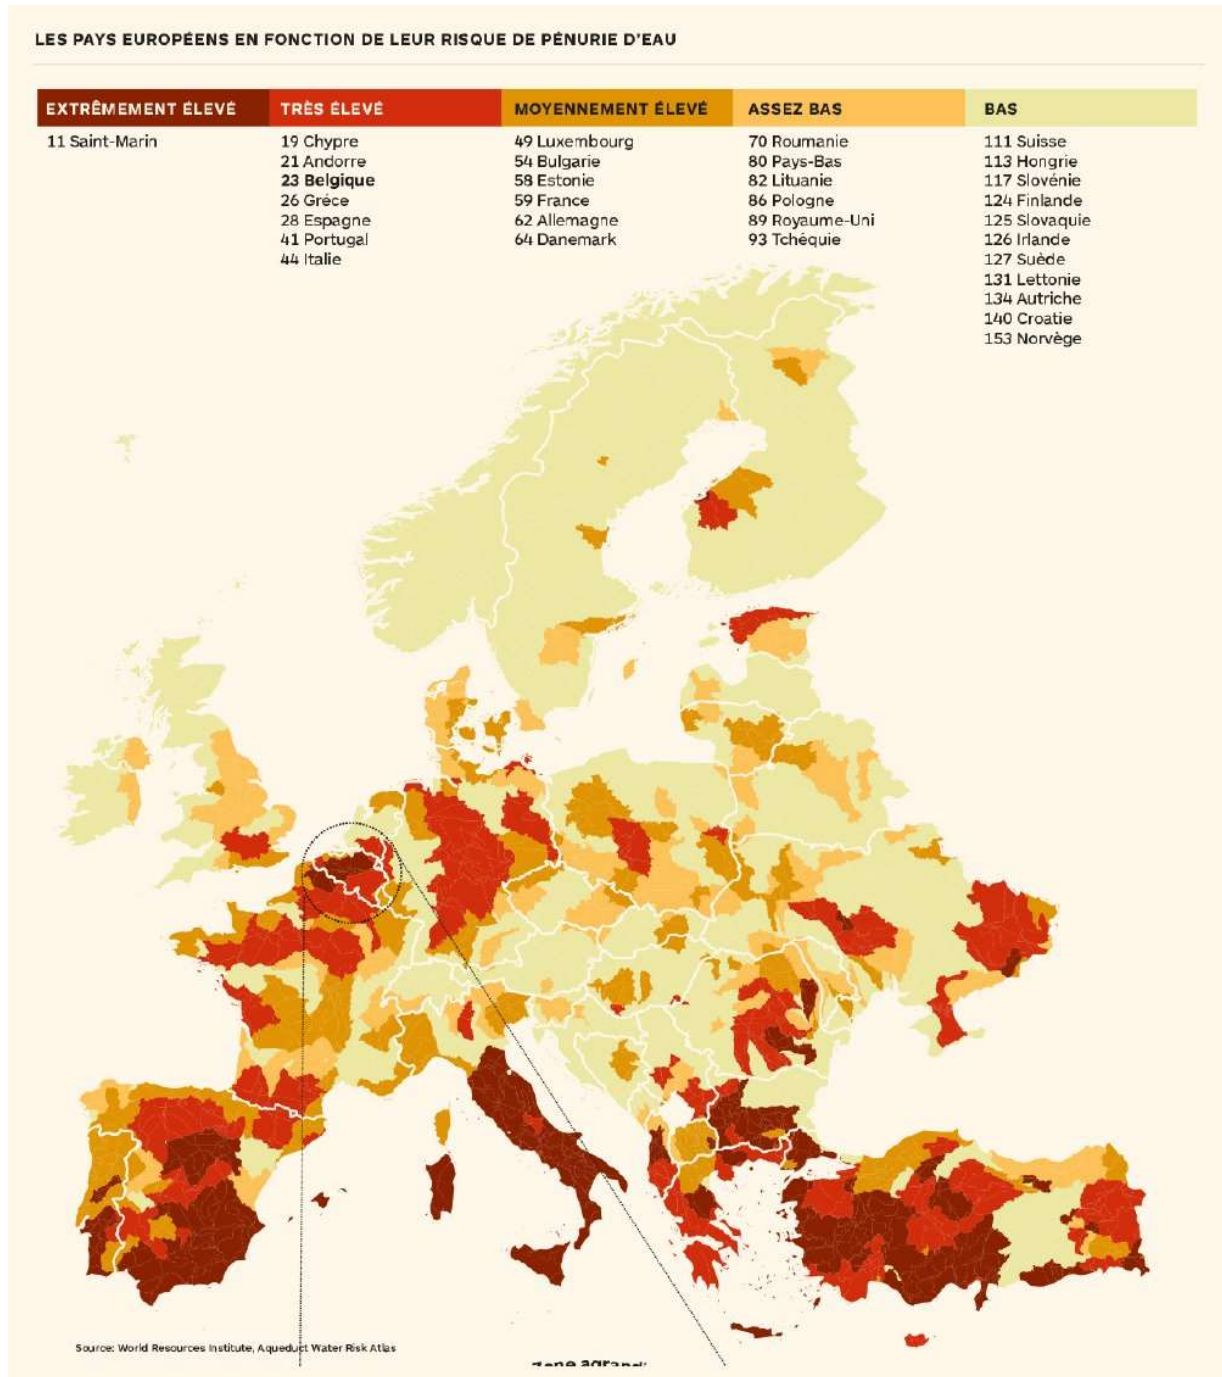 LES PAYS EUROPÉENS EN FONCTION DE LEUR RISQUE DE PÉNURIE D'EAU
EXTRÊMEMENT ÉLEVÉ
11 Saint-Marin
TRÈS ÉLEVÉ
19 Chypre
21 Andorre
23 Belgique
26 Gréce
28 Espagne
41 Portugal
44 Italie
MOYENNEMENT ÉLEVÉ
49 Luxembourg
54 Bulgarie
58 Estonie
59 France
62 Allemagne
64 Danemark
ASSEZ BAS
70 Roumanie
80 Pays-Bas
82 Lituanie
86 Pologne
89 Royaume-Uni
93 Tchéquie
BAS
111 Suisse
113 Hongrie
117 Slovénie
124 Finlande
125 Slovaquie
126 Irlande
127 Suède
131 Lettonie
134 Autriche
140 Croatie
153 Norvège
Source: World Resources Institute, Aqueduct Water Risk Atlas